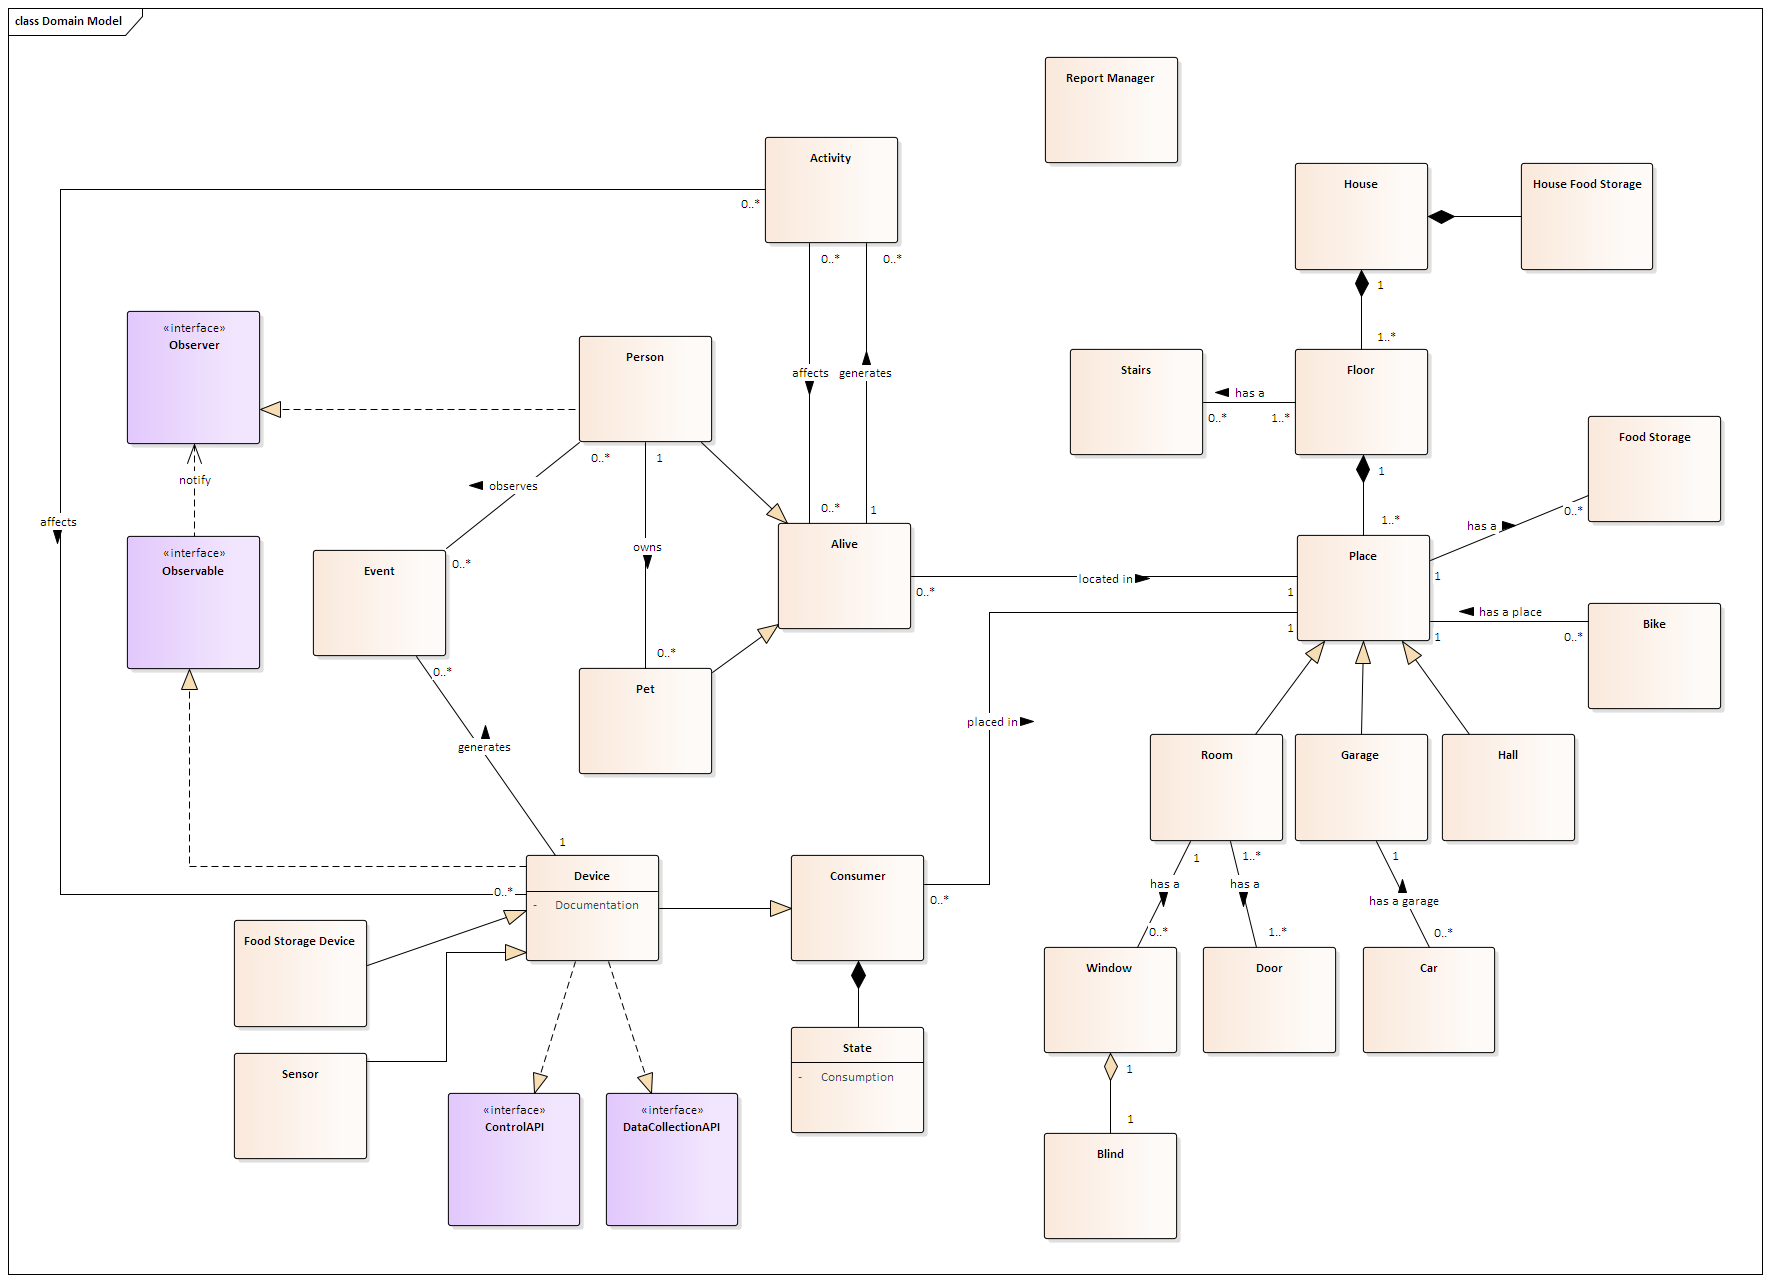 class Domain Model
Report Manager
Activity
0..*
0..*
0..*
House
House Food Storage
1
1..*
«interface»
Observer
Person
affects
generates
Stairs
Floor
has a
0..*
1..*
0..*
1
observes
notify
1
1..*
Food Storage
0..*
has a
affects
0..*
1
owns
«interface»
Observable
Event
0..*
Alive
located in
0..*
1
Place
1
has a place
1
1
0..*
Bike
0..*
0..*
Pet
placed in
generates
Room
Garage
Hall
1
1
1..*
1
0..*
Device
- Documentation
Consumer
0..*
has a
has a
has a garage
0..*
1..*
0..*
Food Storage Device
Window
Door
Car
State
- Consumption
Sensor
1
1
«interface»
ControlAPI
«interface»
DataCollectionAPI
Blind